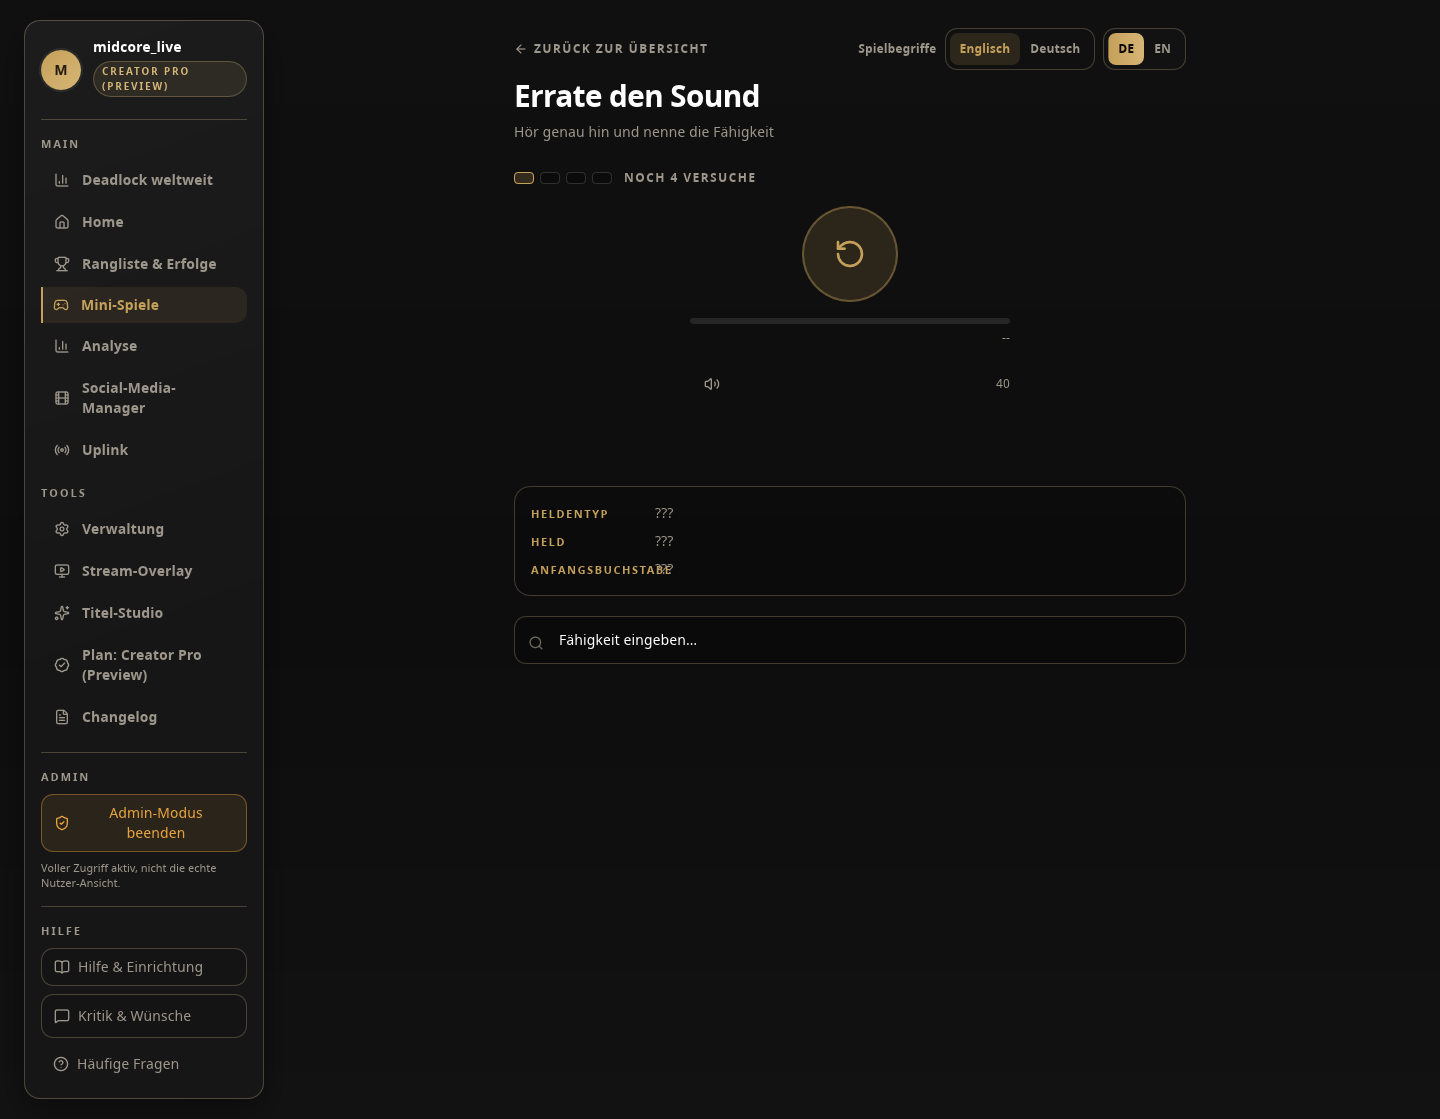 M
midcore_live
CREATOR PRO
(PREVIEW)
MAIN
Deadlock weltweit
Home
Rangliste & Erfolge
Mini-Spiele
Analyse
Social-Media-
Manager
Uplink
TOOLS
Verwaltung
Stream-Overlay
Titel-Studio
Plan: Creator Pro
(Preview)
Changelog
ADMIN
Admin-Modus
beenden
Voller Zugriff aktiv, nicht die echte
Nutzer-Ansicht.
HILFE
Hilfe & Einrichtung
Kritik & Wünsche
Häufige Fragen
ZURÜCK ZUR ÜBERSICHT
Spielbegriffe Englisch Deutsch DE EN
Errate den Sound
Hör genau hin und nenne die Fähigkeit
NOCH 4 VERSUCHE
--
40
HELDENTYP ???
HELD ???
ANFANGSBUCHSTABE ???
Fähigkeit eingeben...